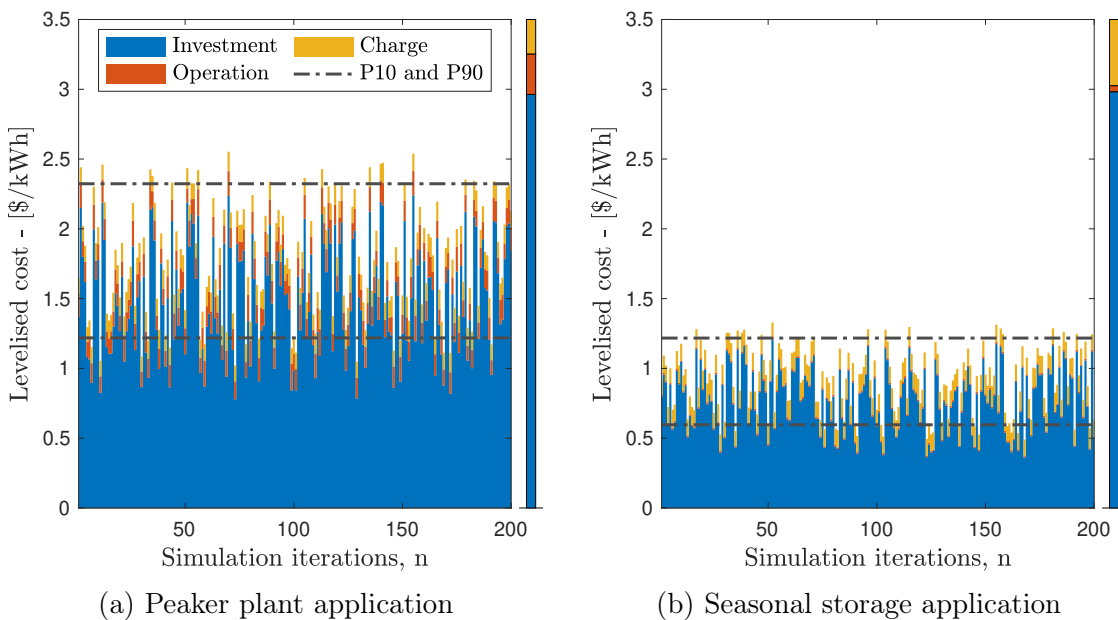 Levelised cost - [$/kWh]
3.5
3
2.5
2
1.5
1
0.5
0
Investment
Charge
Operation
P10 and P90
50
100
150
200
Simulation iterations, n
(a) Peaker plant application
Levelised cost - [$/kWh]
3.5
3
2.5
2
1.5
1
0.5
0
50
100
150
200
Simulation iterations, n
(b) Seasonal storage application